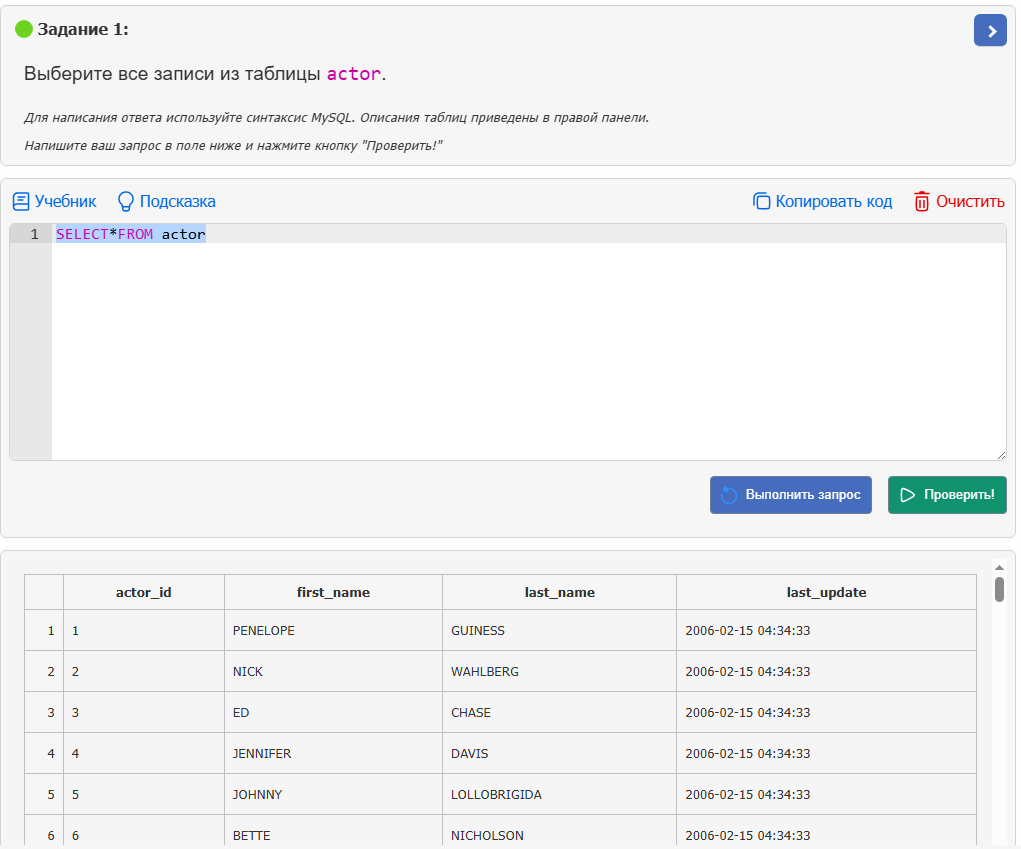 Задание 1:
Выберите все записи из таблицы actor.
Для написания ответа используйте синтаксис MySQL. Описания таблиц приведены в правой панели.
Напишите ваш запрос в поле ниже и нажмите кнопку "Проверить!"
Учебник Подсказка Копировать код Очистить
1 SELECT*FROM actor
Выполнить запрос Проверить!
actor_id first_name last_name last_update
1 1 PENELOPE GUINESS 2006-02-15 04:34:33
2 2 NICK WAHLBERG 2006-02-15 04:34:33
3 3 ED CHASE 2006-02-15 04:34:33
4 4 JENNIFER DAVIS 2006-02-15 04:34:33
5 5 JOHNNY LOLLOBRIGIDA 2006-02-15 04:34:33
6 6 BETTE NICHOLSON 2006-02-15 04:34:33